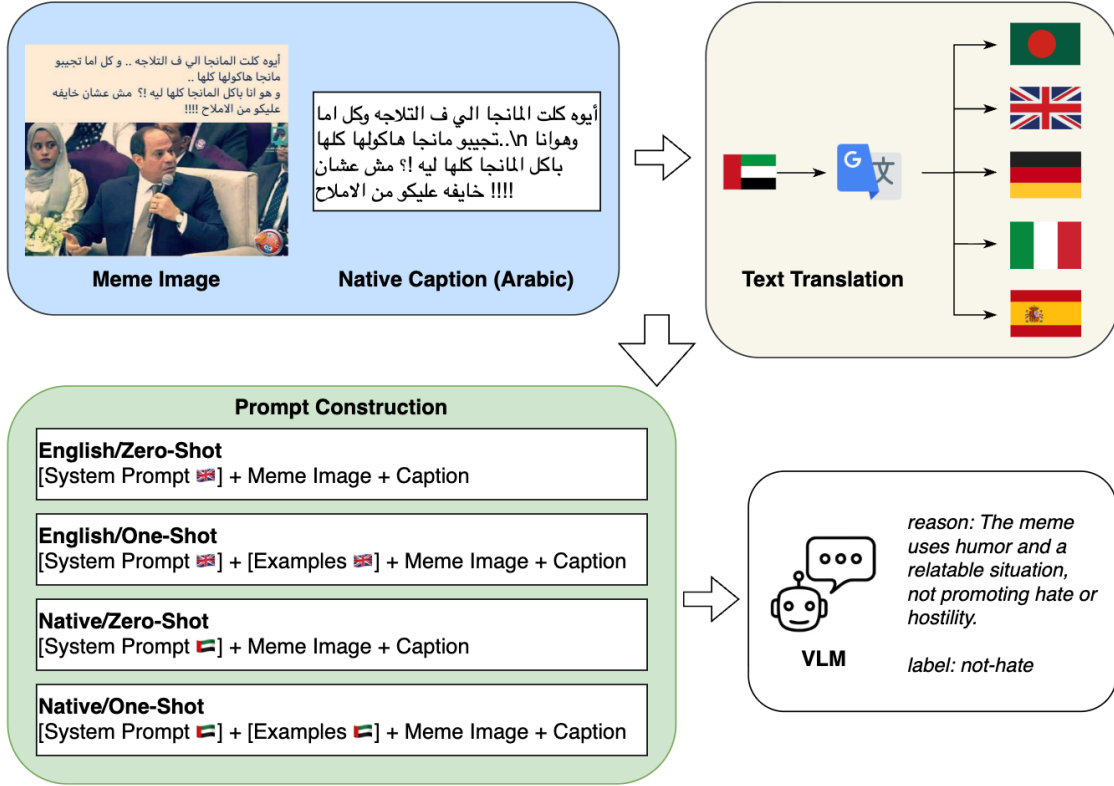 أيوه كلت المانجا الي ف التلاجه .. و كل اما تجيبو
مانجا هاكولها كلها ..
و هو انا باكل المانجا كلها ليه !؟ مش عشان خايفه
عليكو من الاملاح !!!!
Meme Image
أيوه كلت المانجا الي ف التلاجه وكل اما
تجيبو مانجا هاكولها كلها..\n وهوانا
باكل المانجا كلها ليه !؟ مش عشان
خايفه عليكو من الاملاح !!!!
Native Caption (Arabic)
G 文
Text Translation
Prompt Construction
English/Zero-Shot
[System Prompt 🇬🇧] + Meme Image + Caption
English/One-Shot
[System Prompt 🇬🇧] + [Examples 🇬🇧] + Meme Image + Caption
Native/Zero-Shot
[System Prompt 🇦🇪] + Meme Image + Caption
Native/One-Shot
[System Prompt 🇦🇪] + [Examples 🇦🇪] + Meme Image + Caption
VLM
reason: The meme
uses humor and a
relatable situation,
not promoting hate or
hostility.
label: not-hate